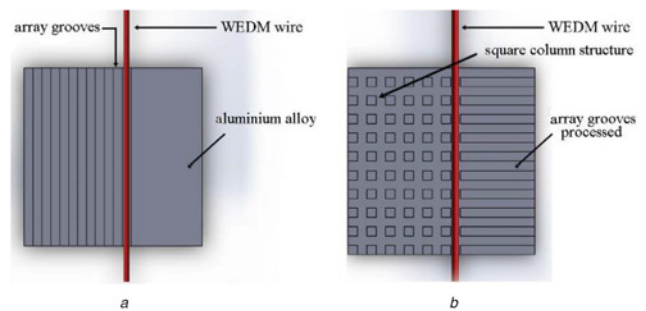 array grooves
WEDM wire
aluminium alloy
a
WEDM wire
square column structure
array grooves
processed
b